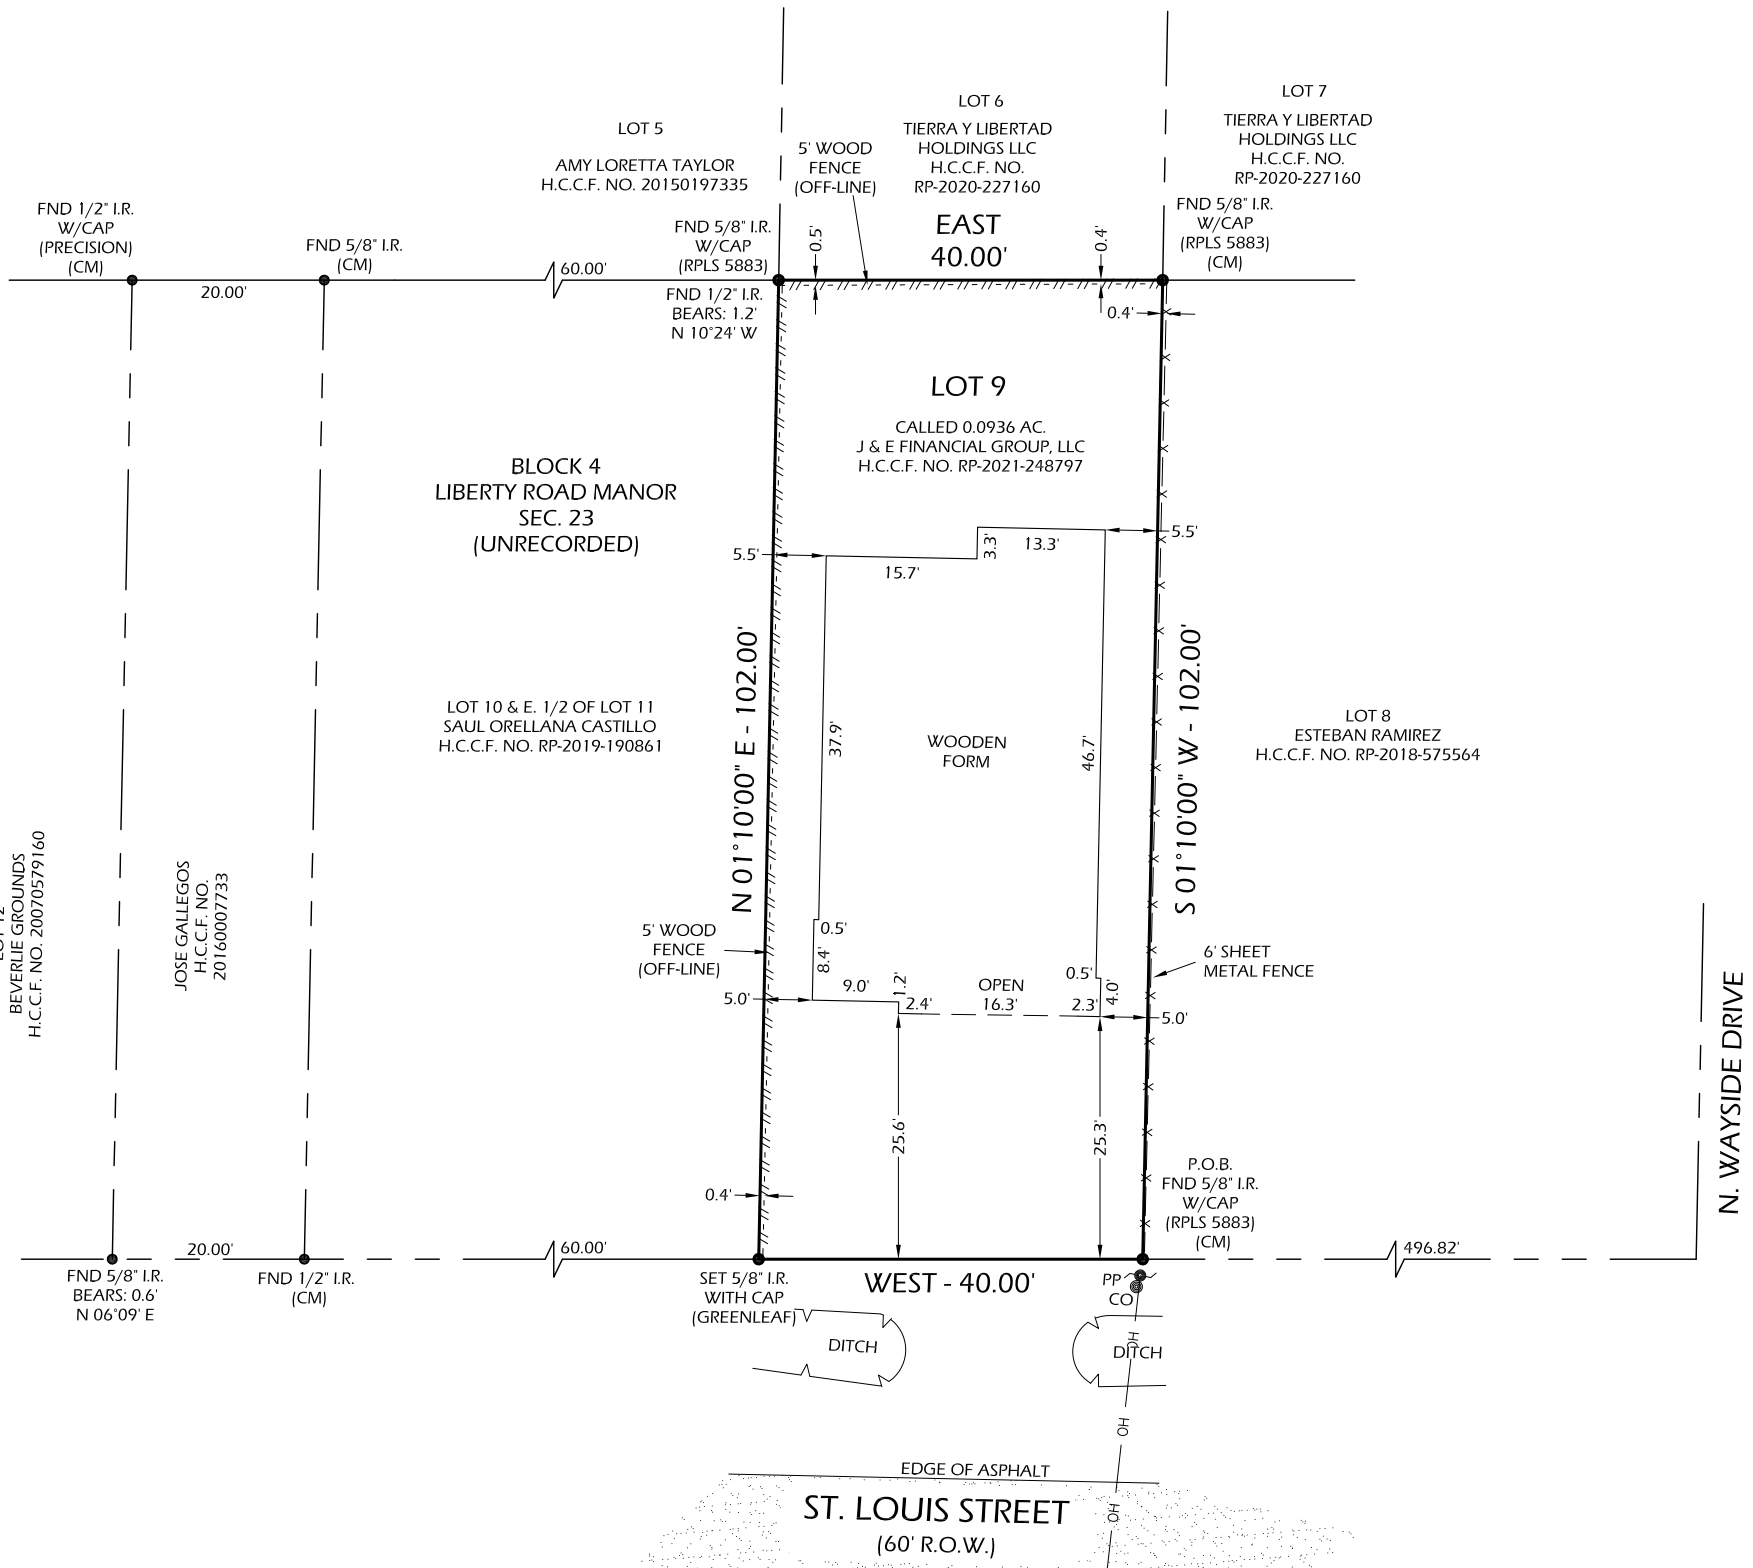 LOT 5
AMY LORETTA TAYLOR
H.C.C.F. NO. 20150197335
LOT 6
TIERRA Y LIBERTAD
HOLDINGS LLC
H.C.C.F. NO.
RP-2020-227160
LOT 7
TIERRA Y LIBERTAD
HOLDINGS LLC
H.C.C.F. NO.
RP-2020-227160
5' WOOD
FENCE
(OFF-LINE)
FND 1/2" I.R.
W/CAP
(PRECISION)
(CM)
FND 5/8" I.R.
(CM)
FND 5/8" I.R.
W/CAP
(RPLS 5883)
EAST
40.00'
FND 5/8" I.R.
W/CAP
(RPLS 5883)
(CM)
0.5'
0.4'
20.00'
60.00'
FND 1/2" I.R.
BEARS: 1.2'
N 10°24' W
0.4'
LOT 9
CALLED 0.0936 AC.
J & E FINANCIAL GROUP, LLC
H.C.C.F. NO. RP-2021-248797
BLOCK 4
LIBERTY ROAD MANOR
SEC. 23
(UNRECORDED)
5.5'
15.7'
3.3'
13.3'
5.5'
N 01°10'00" E - 102.00'
S 01°10'00" W - 102.00'
LOT 10 & E. 1/2 OF LOT 11
SAUL ORELLANA CASTILLO
H.C.C.F. NO. RP-2019-190861
37.9'
WOODEN
FORM
46.7'
LOT 8
ESTEBAN RAMIREZ
H.C.C.F. NO. RP-2018-575564
BEVERLIE GROUNDS
H.C.C.F. NO. 20070579160
JOSE GALLEGOS
H.C.C.F. NO.
20160007733
5' WOOD
FENCE
(OFF-LINE)
0.5'
8.4'
9.0'
1.2'
2.4'
OPEN
16.3'
0.5'
2.3'
4.0'
6' SHEET
METAL FENCE
5.0'
5.0'
N. WAYSIDE DRIVE
25.6'
25.3'
0.4'
P.O.B.
FND 5/8" I.R.
W/CAP
(RPLS 5883)
(CM)
20.00'
60.00'
496.82'
FND 5/8" I.R.
BEARS: 0.6'
N 06°09' E
FND 1/2" I.R.
(CM)
SET 5/8" I.R.
WITH CAP
(GREENLEAF)
WEST - 40.00'
PP
CO
DITCH
DITCH
HO
HO
HO
EDGE OF ASPHALT
ST. LOUIS STREET
(60' R.O.W.)